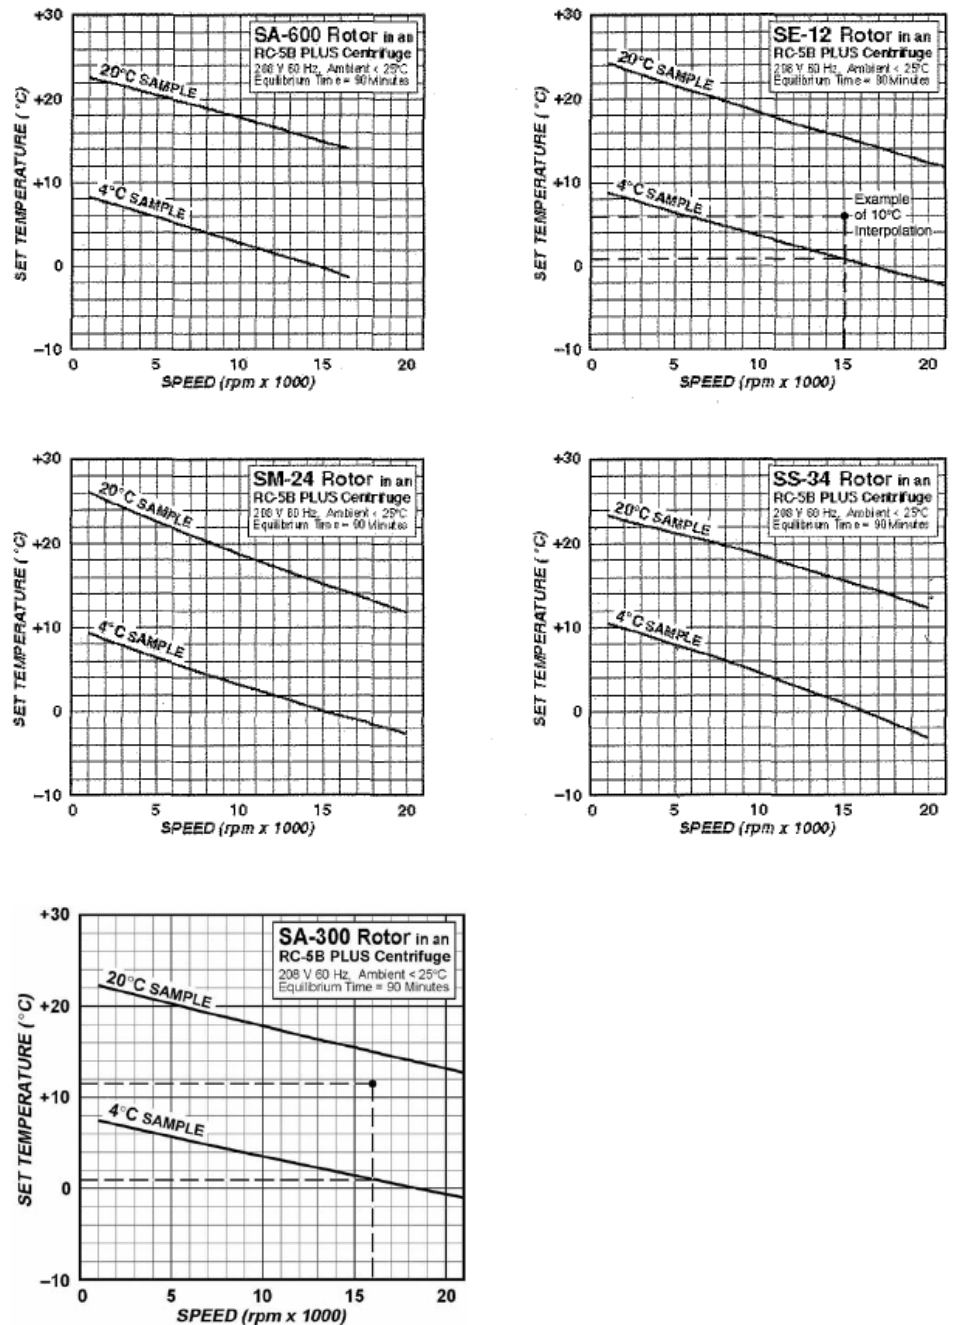 SA-600 Rotor in an
RC-5B PLUS Centrifuge
208 V 60 Hz, Ambient < 25°C
Equilibrium Time = 90 Minutes
+30
+20
+10
0
–10
SET TEMPERATURE (°C)
20°C SAMPLE
4°C SAMPLE
0 5 10 15 20
SPEED (rpm x 1000)
SE-12 Rotor in an
RC-5B PLUS Centrifuge
208 V 60 Hz, Ambient < 25°C
Equilibrium Time = 90 Minutes
+30
+20
+10
0
–10
SET TEMPERATURE (°C)
20°C SAMPLE
4°C SAMPLE
Example
of 10°C
Interpolation
0 5 10 15 20
SPEED (rpm x 1000)
SM-24 Rotor in an
RC-5B PLUS Centrifuge
208 V 60 Hz, Ambient < 25°C
Equilibrium Time = 90 Minutes
+30
+20
+10
0
–10
SET TEMPERATURE (°C)
20°C SAMPLE
4°C SAMPLE
0 5 10 15 20
SPEED (rpm x 1000)
SS-34 Rotor in an
RC-5B PLUS Centrifuge
208 V 60 Hz, Ambient < 25°C
Equilibrium Time = 90 Minutes
+30
+20
+10
0
–10
SET TEMPERATURE (°C)
20°C SAMPLE
4°C SAMPLE
0 5 10 15 20
SPEED (rpm x 1000)
SA-300 Rotor in an
RC-5B PLUS Centrifuge
208 V 60 Hz, Ambient < 25°C
Equilibrium Time = 90 Minutes
+30
+20
+10
0
–10
SET TEMPERATURE (°C)
20°C SAMPLE
4°C SAMPLE
0 5 10 15 20
SPEED (rpm x 1000)